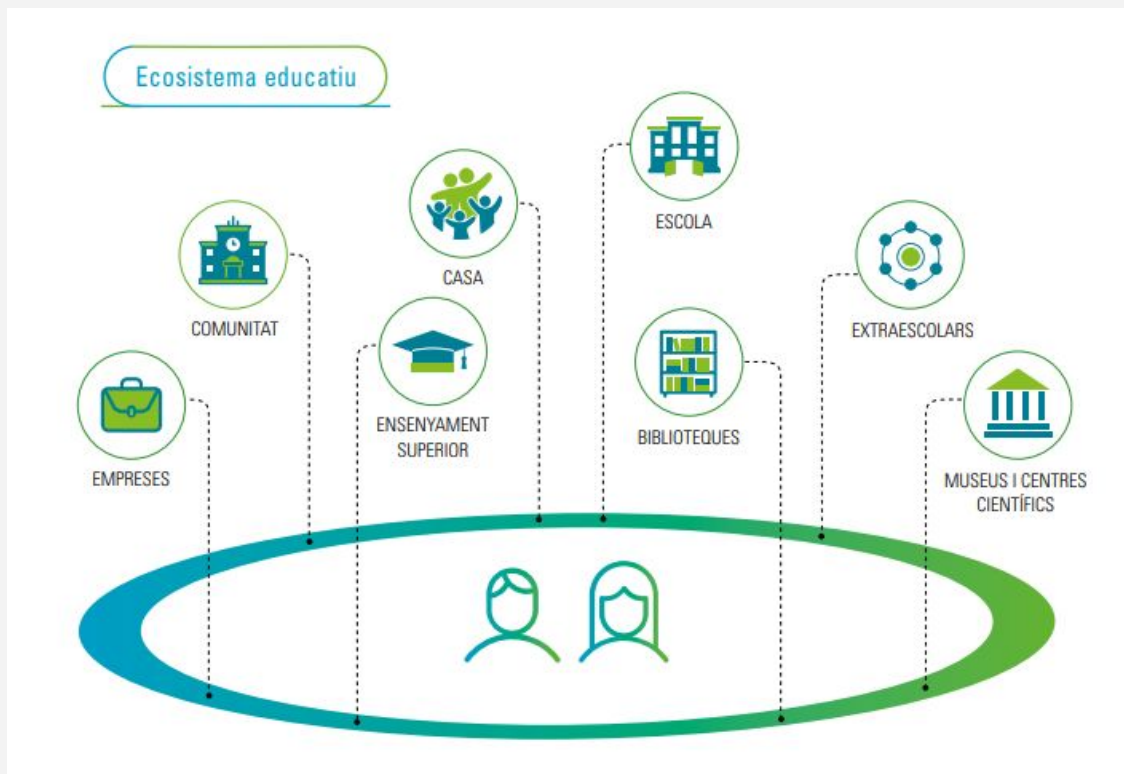 Ecosistema educatiu
ESCOLA
CASA
COMUNITAT
EXTRAESCOLARS
ENSENYAMENT
SUPERIOR
BIBLIOTEQUES
EMPRESES
MUSEUS I CENTRES
CIENTÍFICS